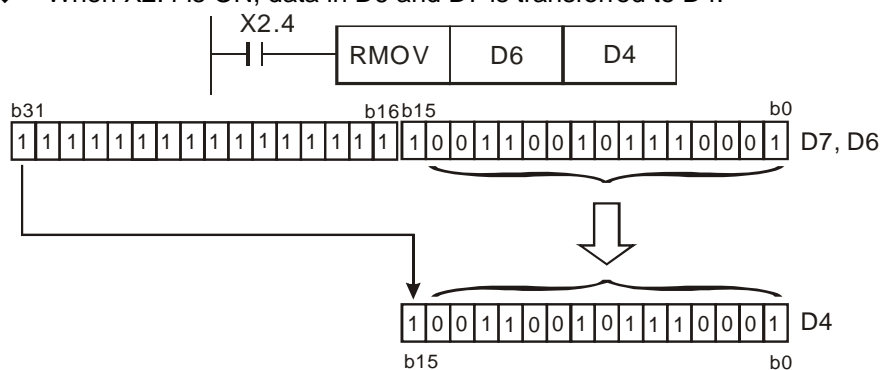 When X2.4 is ON, data in D6 and D7 is transferred to D4.
X2.4
RMOV D6 D4
b31 b16 b15 b0
1 1 1 1 1 1 1 1 1 1 1 1 1 1 1 1 1 0 0 1 1 0 0 1 0 1 1 1 0 0 0 1 D7, D6
1 0 0 1 1 0 0 1 0 1 1 1 0 0 0 1 D4
b15 b0